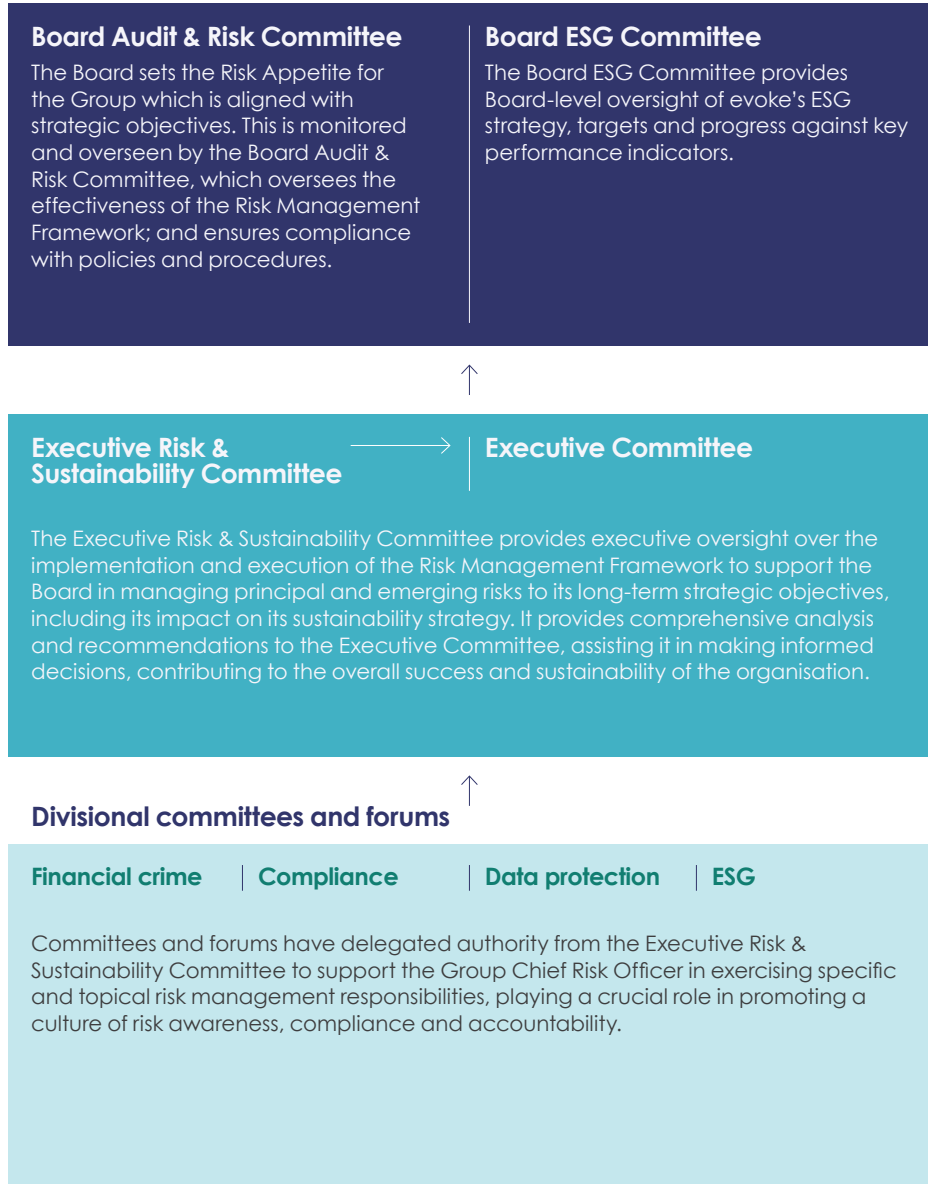 Board Audit & Risk Committee
The Board sets the Risk Appetite for
the Group which is aligned with
strategic objectives. This is monitored
and overseen by the Board Audit &
Risk Committee, which oversees the
effectiveness of the Risk Management
Framework; and ensures compliance
with policies and procedures.
Board ESG Committee
The Board ESG Committee provides
Board-level oversight of evoke’s ESG
strategy, targets and progress against key
performance indicators.
Executive Risk &
Sustainability Committee
Executive Committee
The Executive Risk & Sustainability Committee provides executive oversight over the
implementation and execution of the Risk Management Framework to support the
Board in managing principal and emerging risks to its long-term strategic objectives,
including its impact on its sustainability strategy. It provides comprehensive analysis
and recommendations to the Executive Committee, assisting it in making informed
decisions, contributing to the overall success and sustainability of the organisation.
Divisional committees and forums
Financial crime
Compliance
Data protection
ESG
Committees and forums have delegated authority from the Executive Risk &
Sustainability Committee to support the Group Chief Risk Officer in exercising specific
and topical risk management responsibilities, playing a crucial role in promoting a
culture of risk awareness, compliance and accountability.